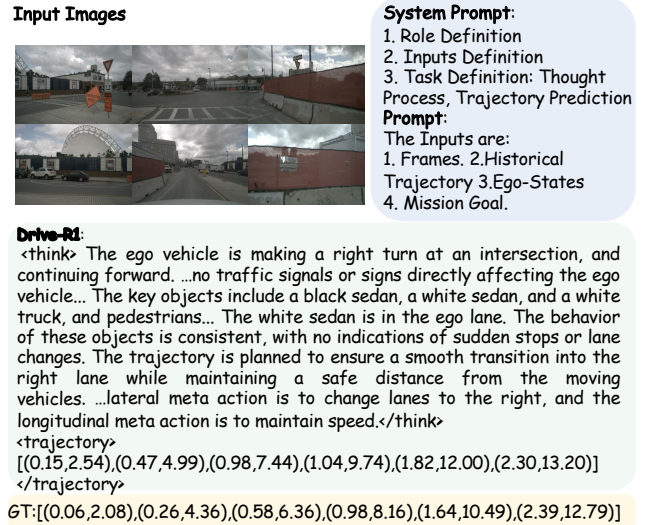 Input Images
System Prompt:
1. Role Definition
2. Inputs Definition
3. Task Definition: Thought
Process, Trajectory Prediction
Prompt:
The Inputs are:
1. Frames. 2.Historical
Trajectory 3.Ego-States
4. Mission Goal.
Drive-R1:
<think> The ego vehicle is making a right turn at an intersection, and
continuing forward. ...no traffic signals or signs directly affecting the ego
vehicle... The key objects include a black sedan, a white sedan, and a white
truck, and pedestrians... The white sedan is in the ego lane. The behavior
of these objects is consistent, with no indications of sudden stops or lane
changes. The trajectory is planned to ensure a smooth transition into the
right lane while maintaining a safe distance from the moving
vehicles. ...lateral meta action is to change lanes to the right, and the
longitudinal meta action is to maintain speed.</think>
<trajectory>
[(0.15,2.54),(0.47,4.99),(0.98,7.44),(1.04,9.74),(1.82,12.00),(2.30,13.20)]
</trajectory>
GT:[(0.06,2.08),(0.26,4.36),(0.58,6.36),(0.98,8.16),(1.64,10.49),(2.39,12.79)]